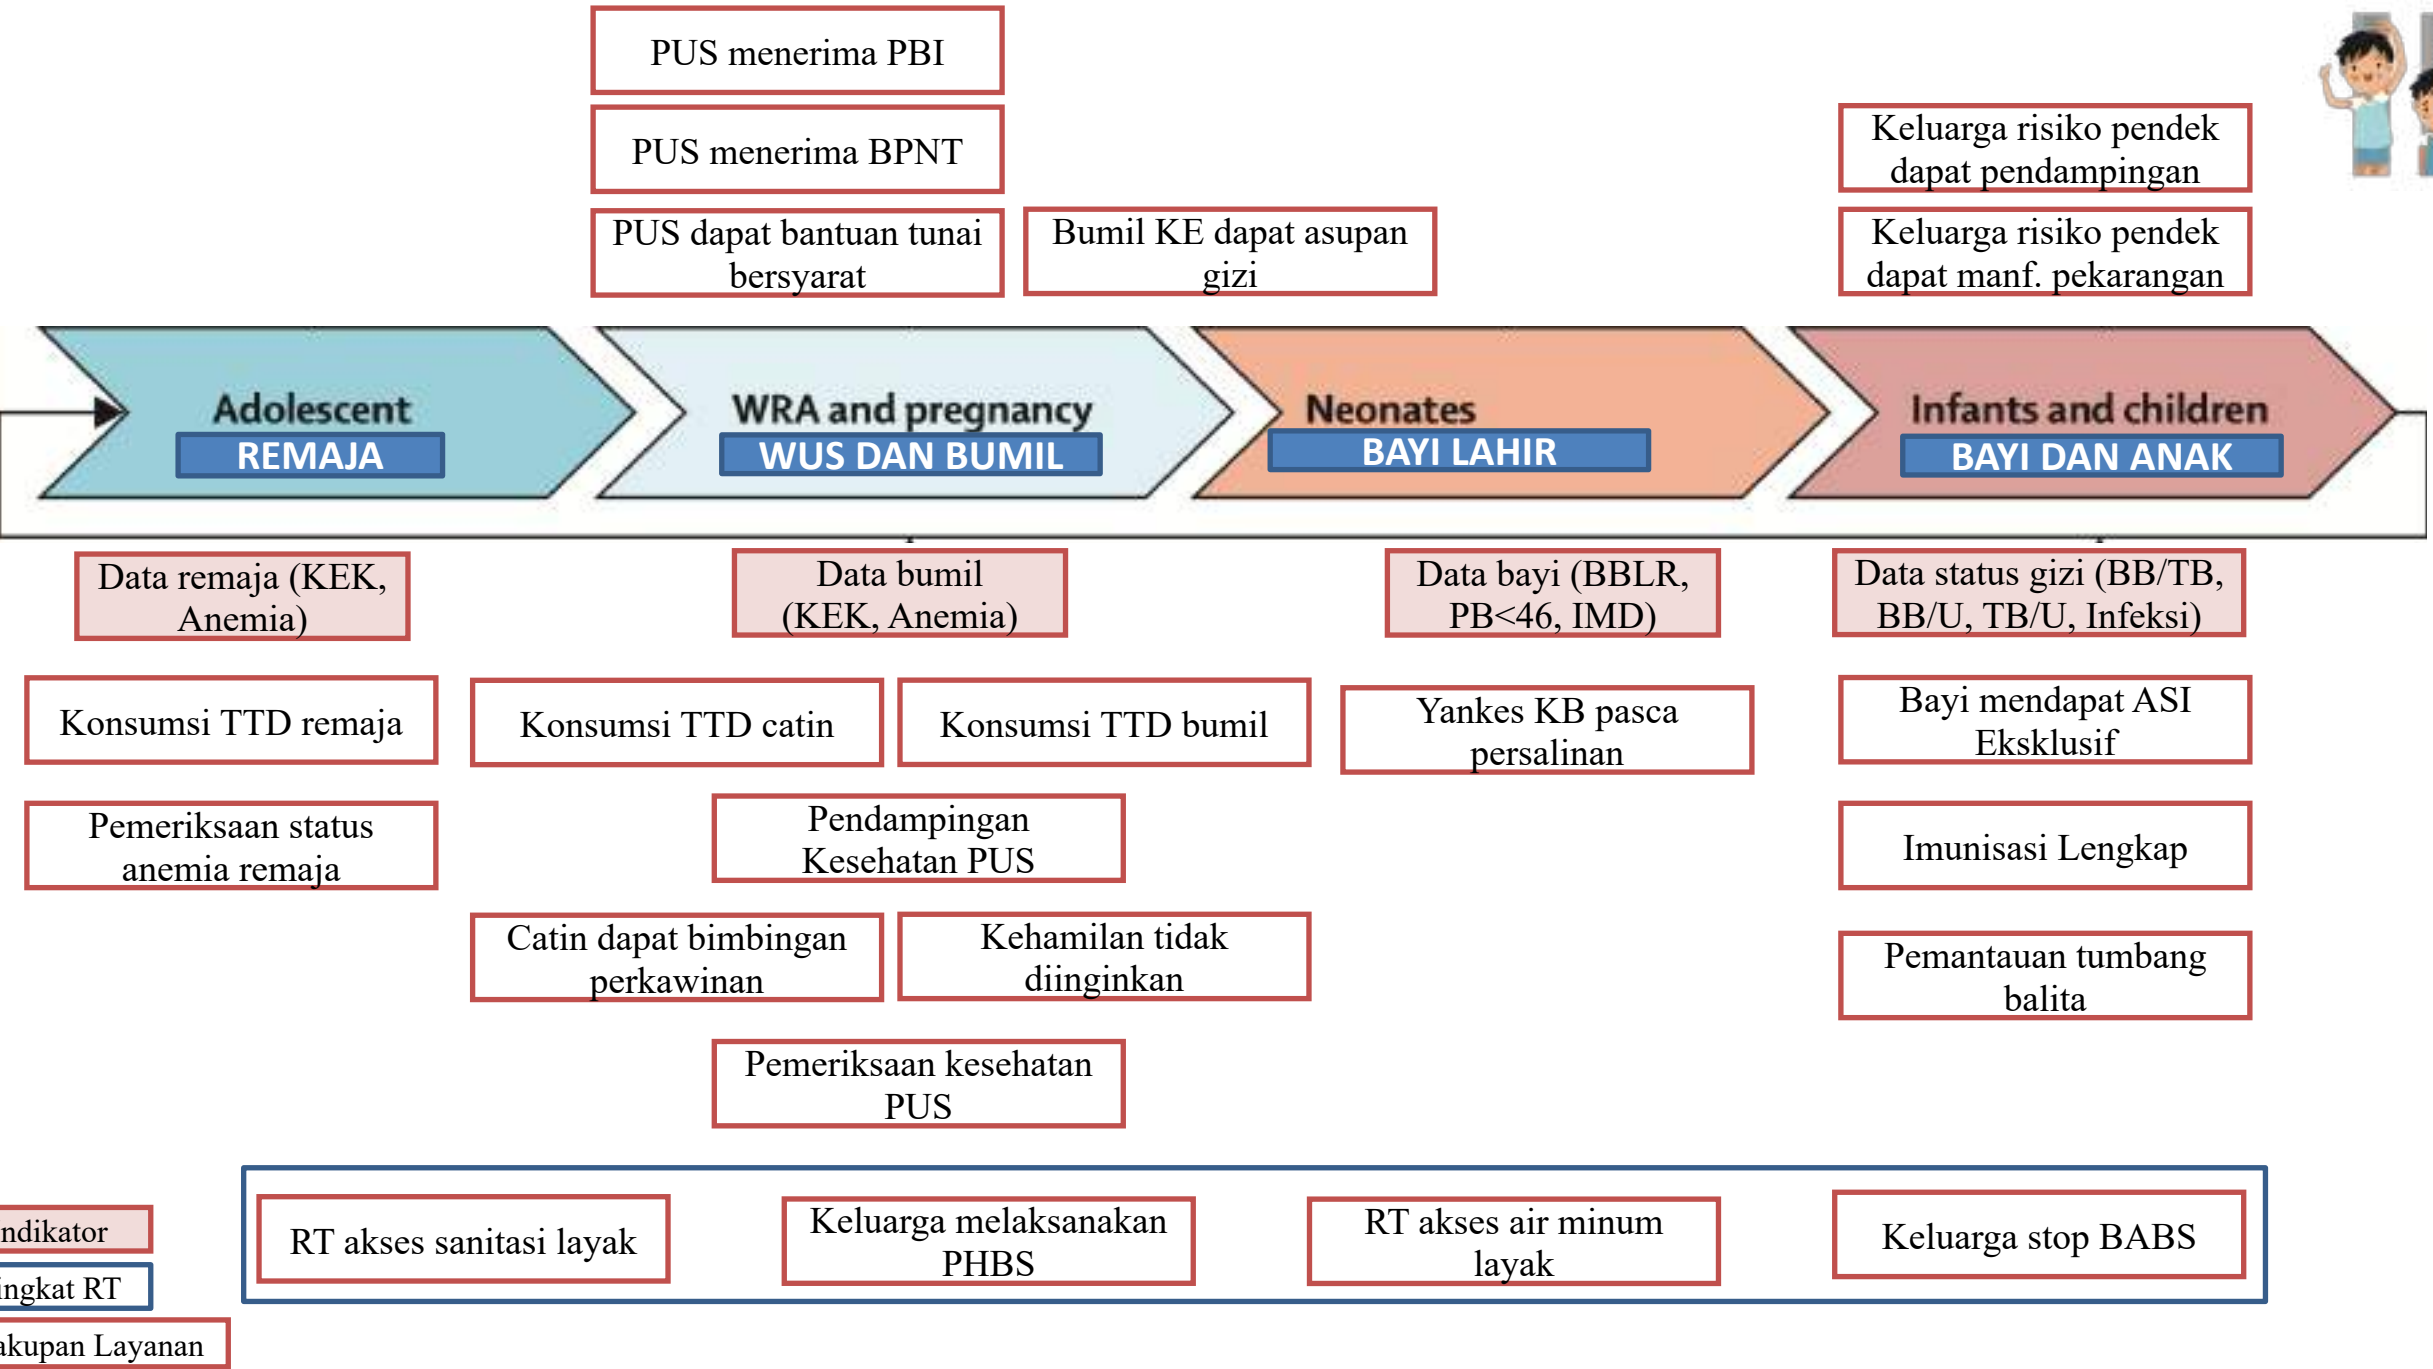 PUS menerima PBI
PUS menerima BPNT
PUS dapat bantuan tunai
bersyarat
Bumil KE dapat asupan
gizi
Keluarga risiko pendek
dapat pendampingan
Keluarga risiko pendek
dapat manf. pekarangan
Adolescent
REMAJA
WRA and pregnancy
WUS DAN BUMIL
Neonates
BAYI LAHIR
Infants and children
BAYI DAN ANAK
Data remaja (KEK,
Anemia)
Data bumil
(KEK, Anemia)
Data bayi (BBLR,
PB<46, IMD)
Data status gizi (BB/TB,
BB/U, TB/U, Infeksi)
Konsumsi TTD remaja
Konsumsi TTD catin
Konsumsi TTD bumil
Yankes KB pasca
persalinan
Bayi mendapat ASI
Eksklusif
Pemeriksaan status
anemia remaja
Pendampingan
Kesehatan PUS
Imunisasi Lengkap
Catin dapat bimbingan
perkawinan
Kehamilan tidak
diinginkan
Pemantauan tumbang
balita
Pemeriksaan kesehatan
PUS
RT akses sanitasi layak
Keluarga melaksanakan
PHBS
RT akses air minum
layak
Keluarga stop BABS
ndikator
ingkat RT
akupan Layanan